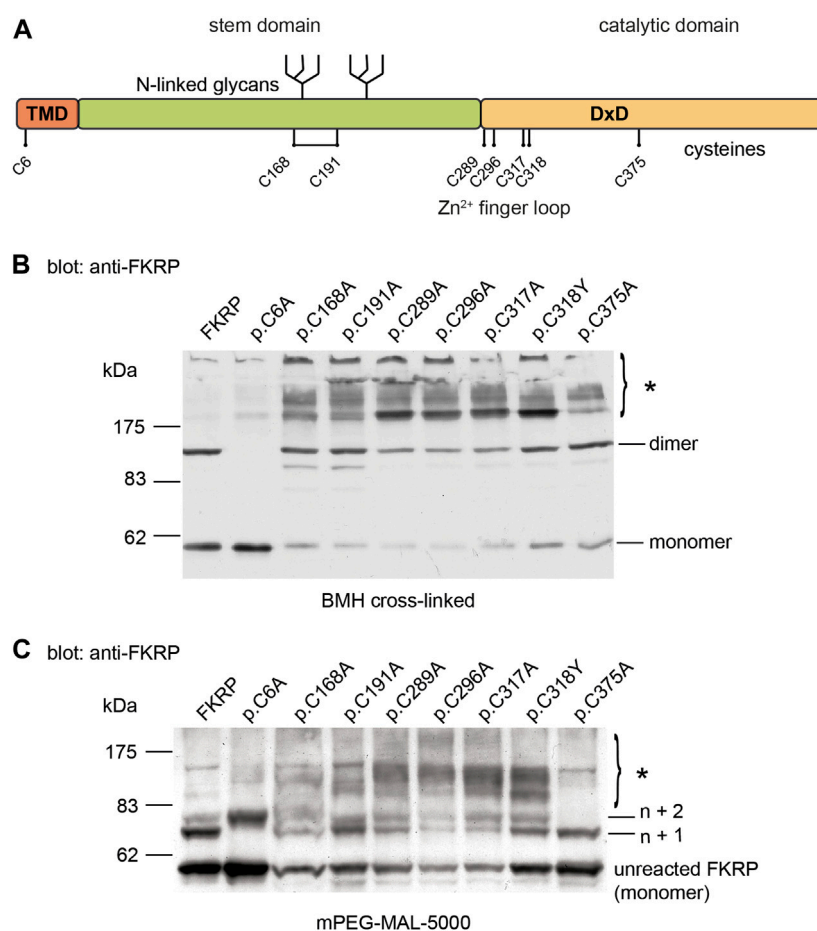 A
stem domain
catalytic domain
N-linked glycans
TMD
DxD
C6
C168
C191
C289
C296
C317
C318
C375
cysteines
Zn²⁺ finger loop
B blot: anti-FKRP
FKRP
p.C6A
p.C168A
p.C191A
p.C289A
p.C296A
p.C317A
p.C318Y
p.C375A
kDa
*
175
dimer
83
62
monomer
BMH cross-linked
C blot: anti-FKRP
FKRP
p.C6A
p.C168A
p.C191A
p.C289A
p.C296A
p.C317A
p.C318Y
p.C375A
kDa
175
*
83
n + 2
n + 1
62
unreacted FKRP
(monomer)
mPEG-MAL-5000